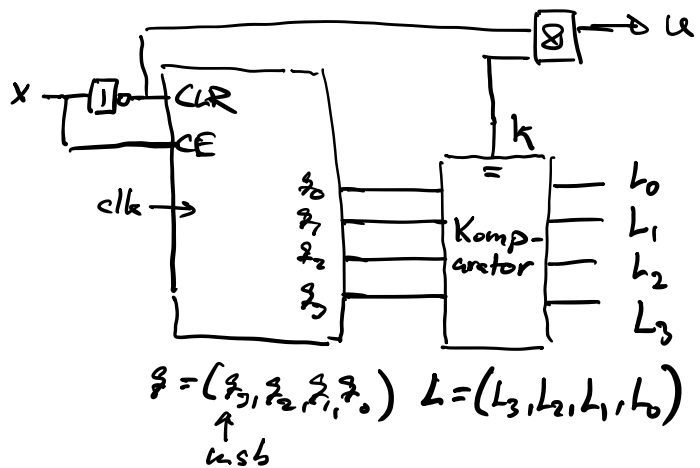 & u
x 1 CLR
CE
k
=
clk
q0 L0
q1 Komp- L1
q2 arator L2
q3 L3
q = (q3, q2, q1, q0) L = (L3, L2, L1, L0)
↑
msb